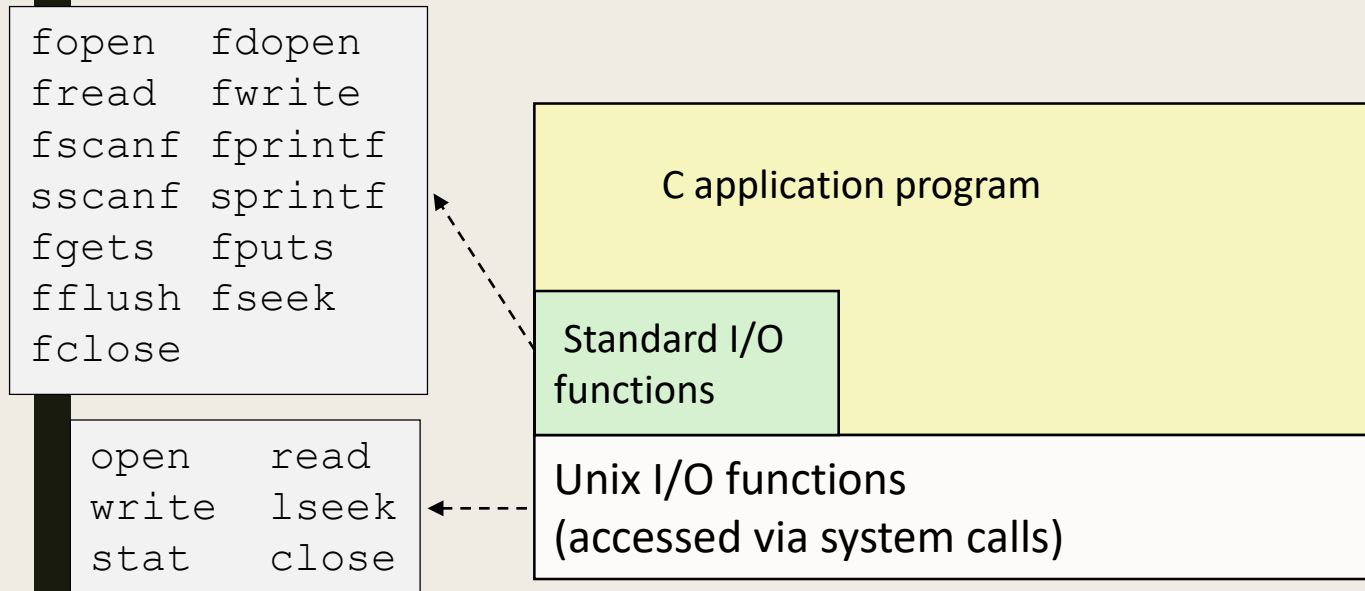 fopen fdopen
fread fwrite
fscanf fprintf
sscanf sprintf
fgets fputs
fflush fseek
fclose
C application program
Standard I/O
functions
open read
write lseek
stat close
Unix I/O functions
(accessed via system calls)